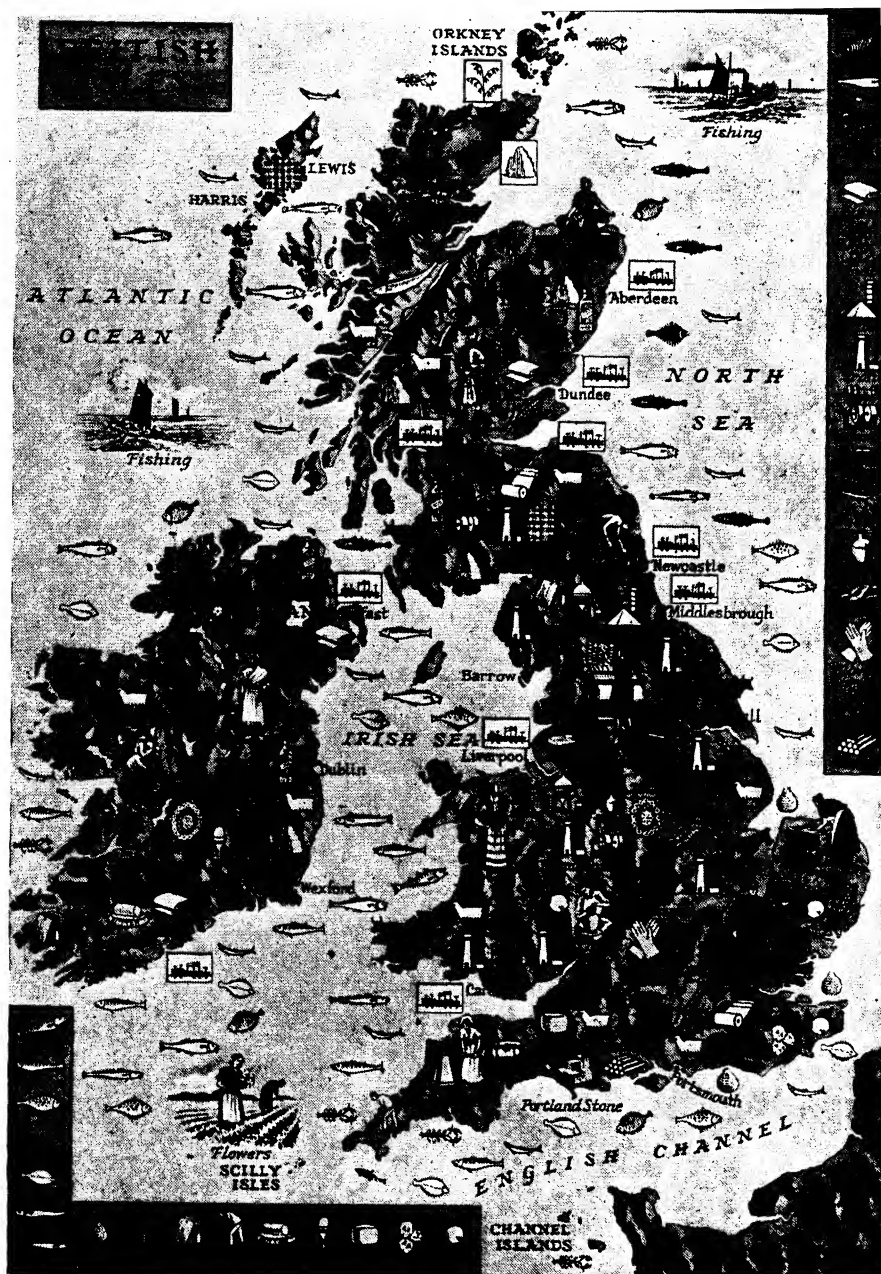 ORKNEY
ISLANDS
Fishing
LEWIS
HARRIS
ATLANTIC
OCEAN
Aberdeen
Dundee
NORTH
SEA
Fishing
Newcastle
Middlesbrough
Barrow
IRISH SEA
Liverpool
Dublin
Wexford
Portsmouth
Portland Stone
ENGLISH CHANNEL
Flowers
SCILLY
ISLES
CHANNEL
ISLANDS